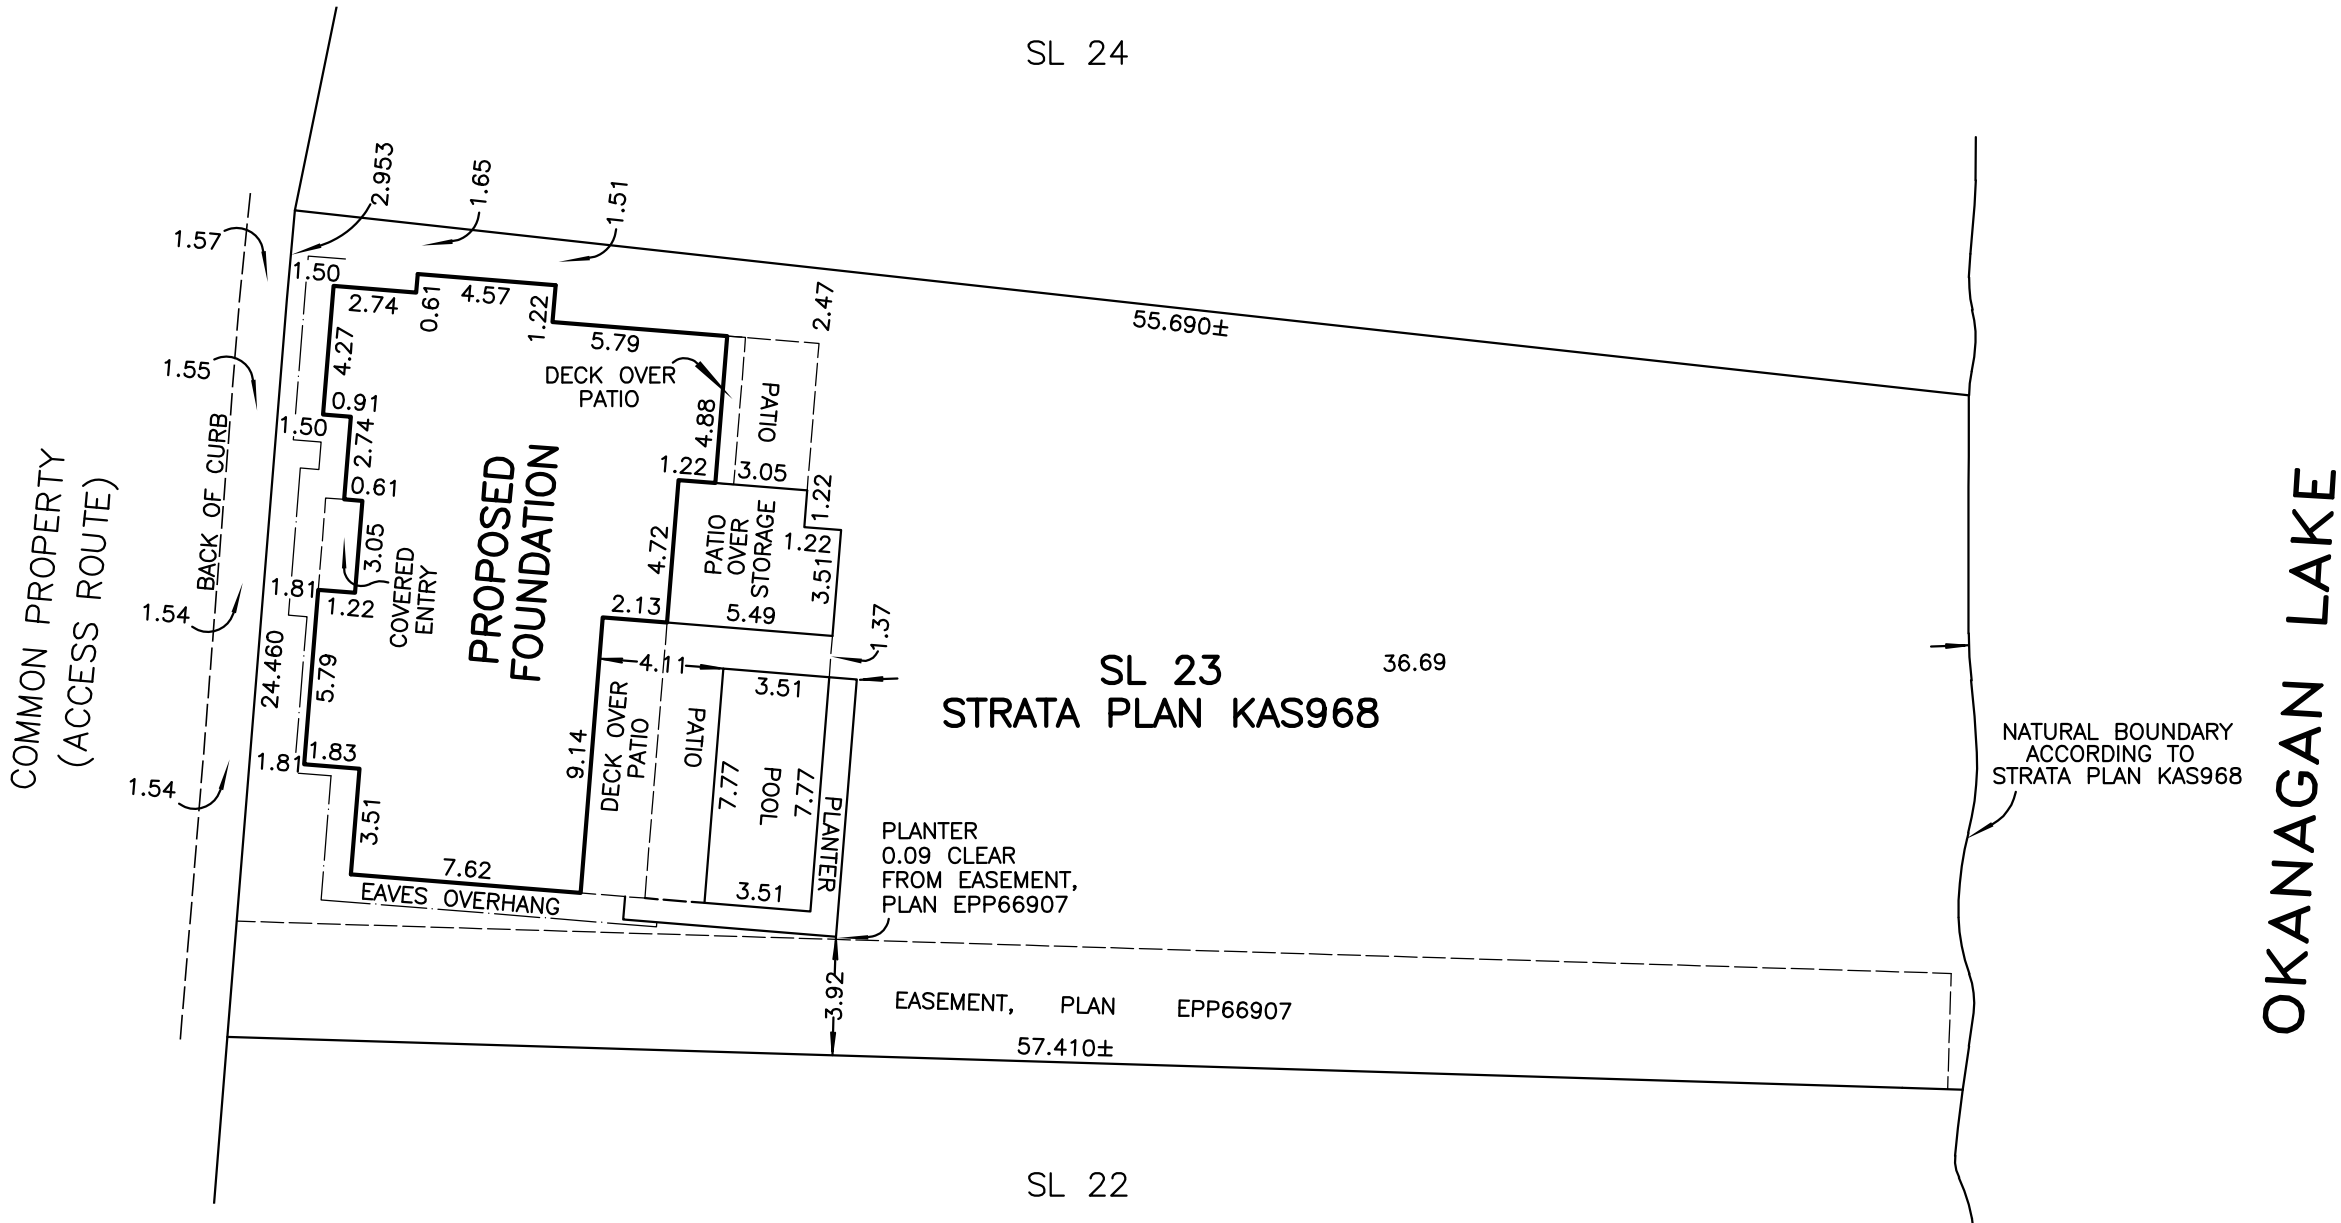 SL 24
2.953
1.65
1.51
1.57
1.50
2.74
0.61
4.57
1.22
2.47
5.79
55.690±
4.27
1.55
DECK OVER
PATIO
PATIO
0.91
1.50
2.74
4.88
BACK OF CURB
COMMON PROPERTY
(ACCESS ROUTE)
0.61
1.22
3.05
1.22
PROPOSED
FOUNDATION
3.05
COVERED
ENTRY
4.72
PATIO
OVER
STORAGE
1.22
3.51
OKANAGAN LAKE
1.81
1.22
1.54
2.13
5.49
1.37
24.460
5.79
4.11
3.51
SL 23
STRATA PLAN KAS968
36.69
DECK OVER
PATIO
PATIO
9.14
7.77
POOL
7.77
PLANTER
NATURAL BOUNDARY
ACCORDING TO
STRATA PLAN KAS968
1.81
1.83
1.54
3.51
7.62
EAVES OVERHANG
3.51
PLANTER
0.09 CLEAR
FROM EASEMENT,
PLAN EPP66907
3.92
EASEMENT, PLAN EPP66907
57.410±
SL 22